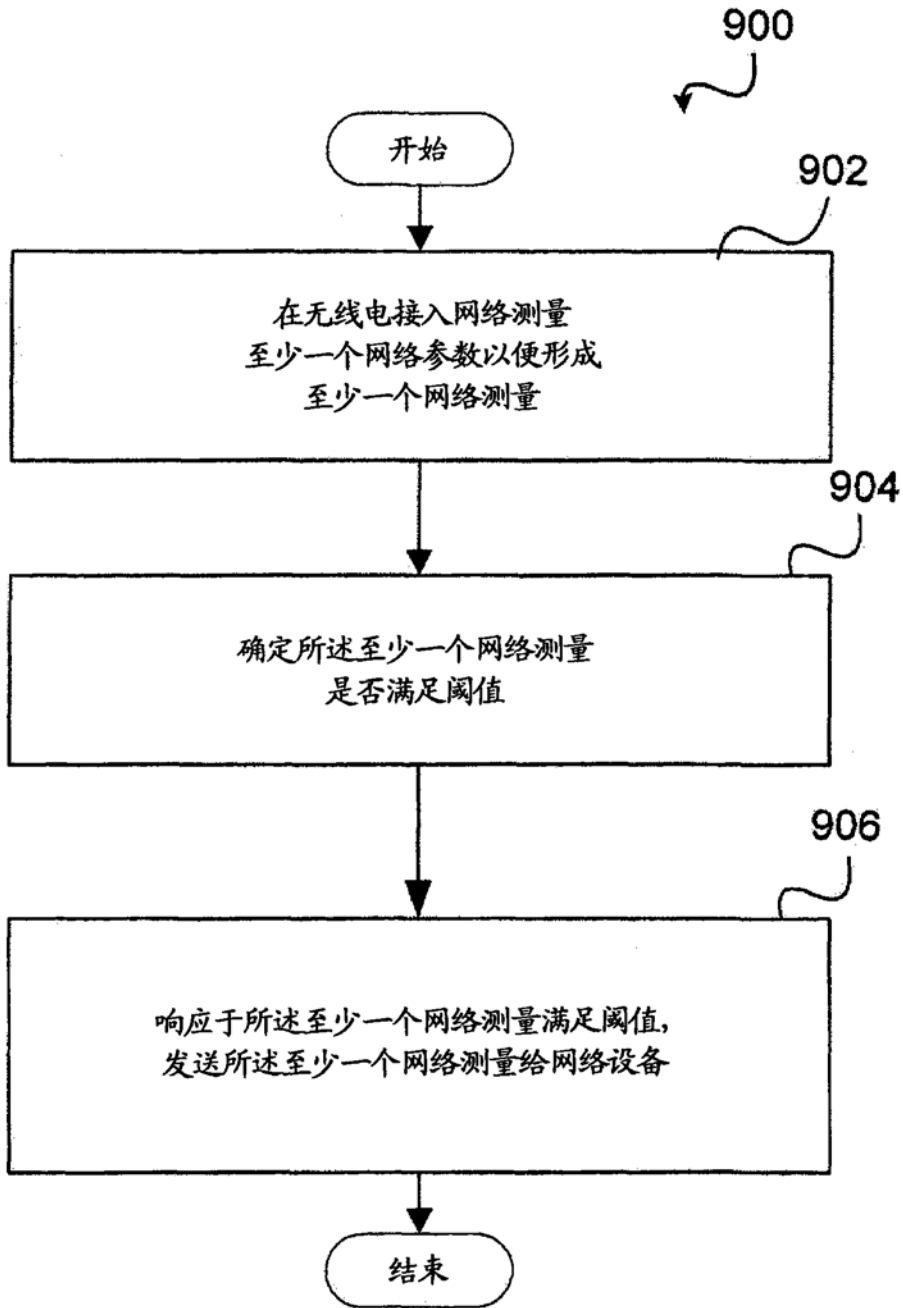 900
开始
902
在无线电接入网络测量
至少一个网络参数以便形成
至少一个网络测量
904
确定所述至少一个网络测量
是否满足阈值
906
响应于所述至少一个网络测量满足阈值,
发送所述至少一个网络测量给网络设备
结束